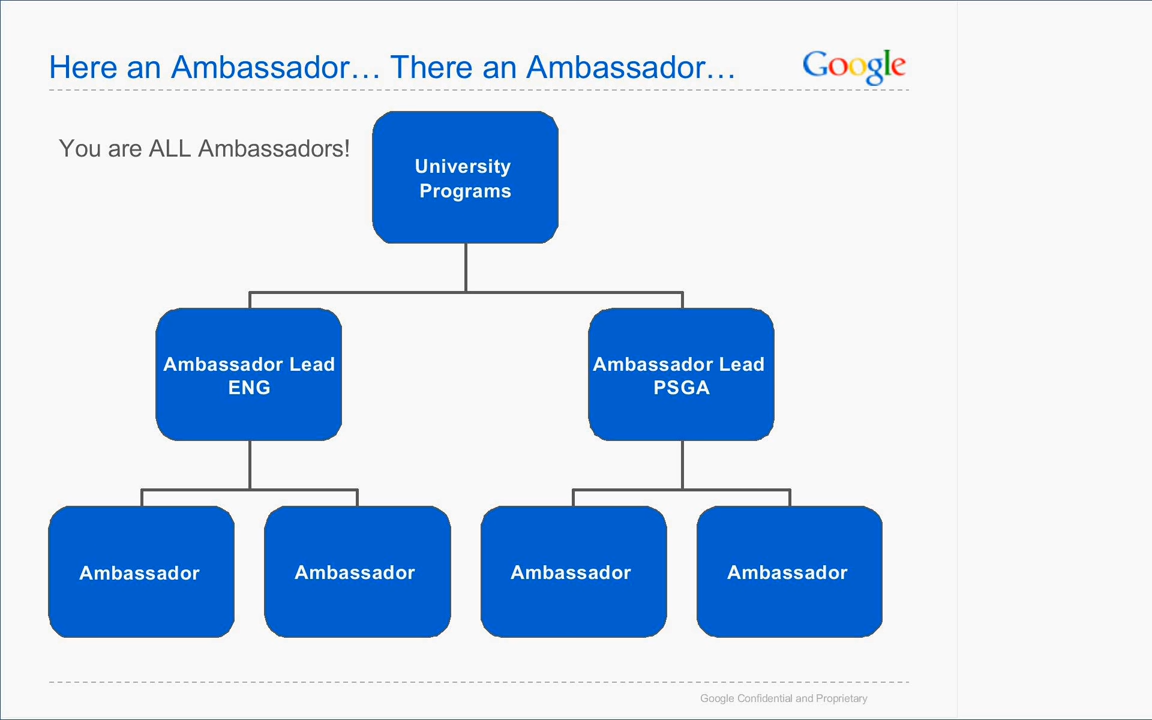 Here an Ambassador… There an Ambassador…
Google
You are ALL Ambassadors!
University
Programs
Ambassador Lead
ENG
Ambassador Lead
PSGA
Ambassador
Ambassador
Ambassador
Ambassador
Google Confidential and Proprietary